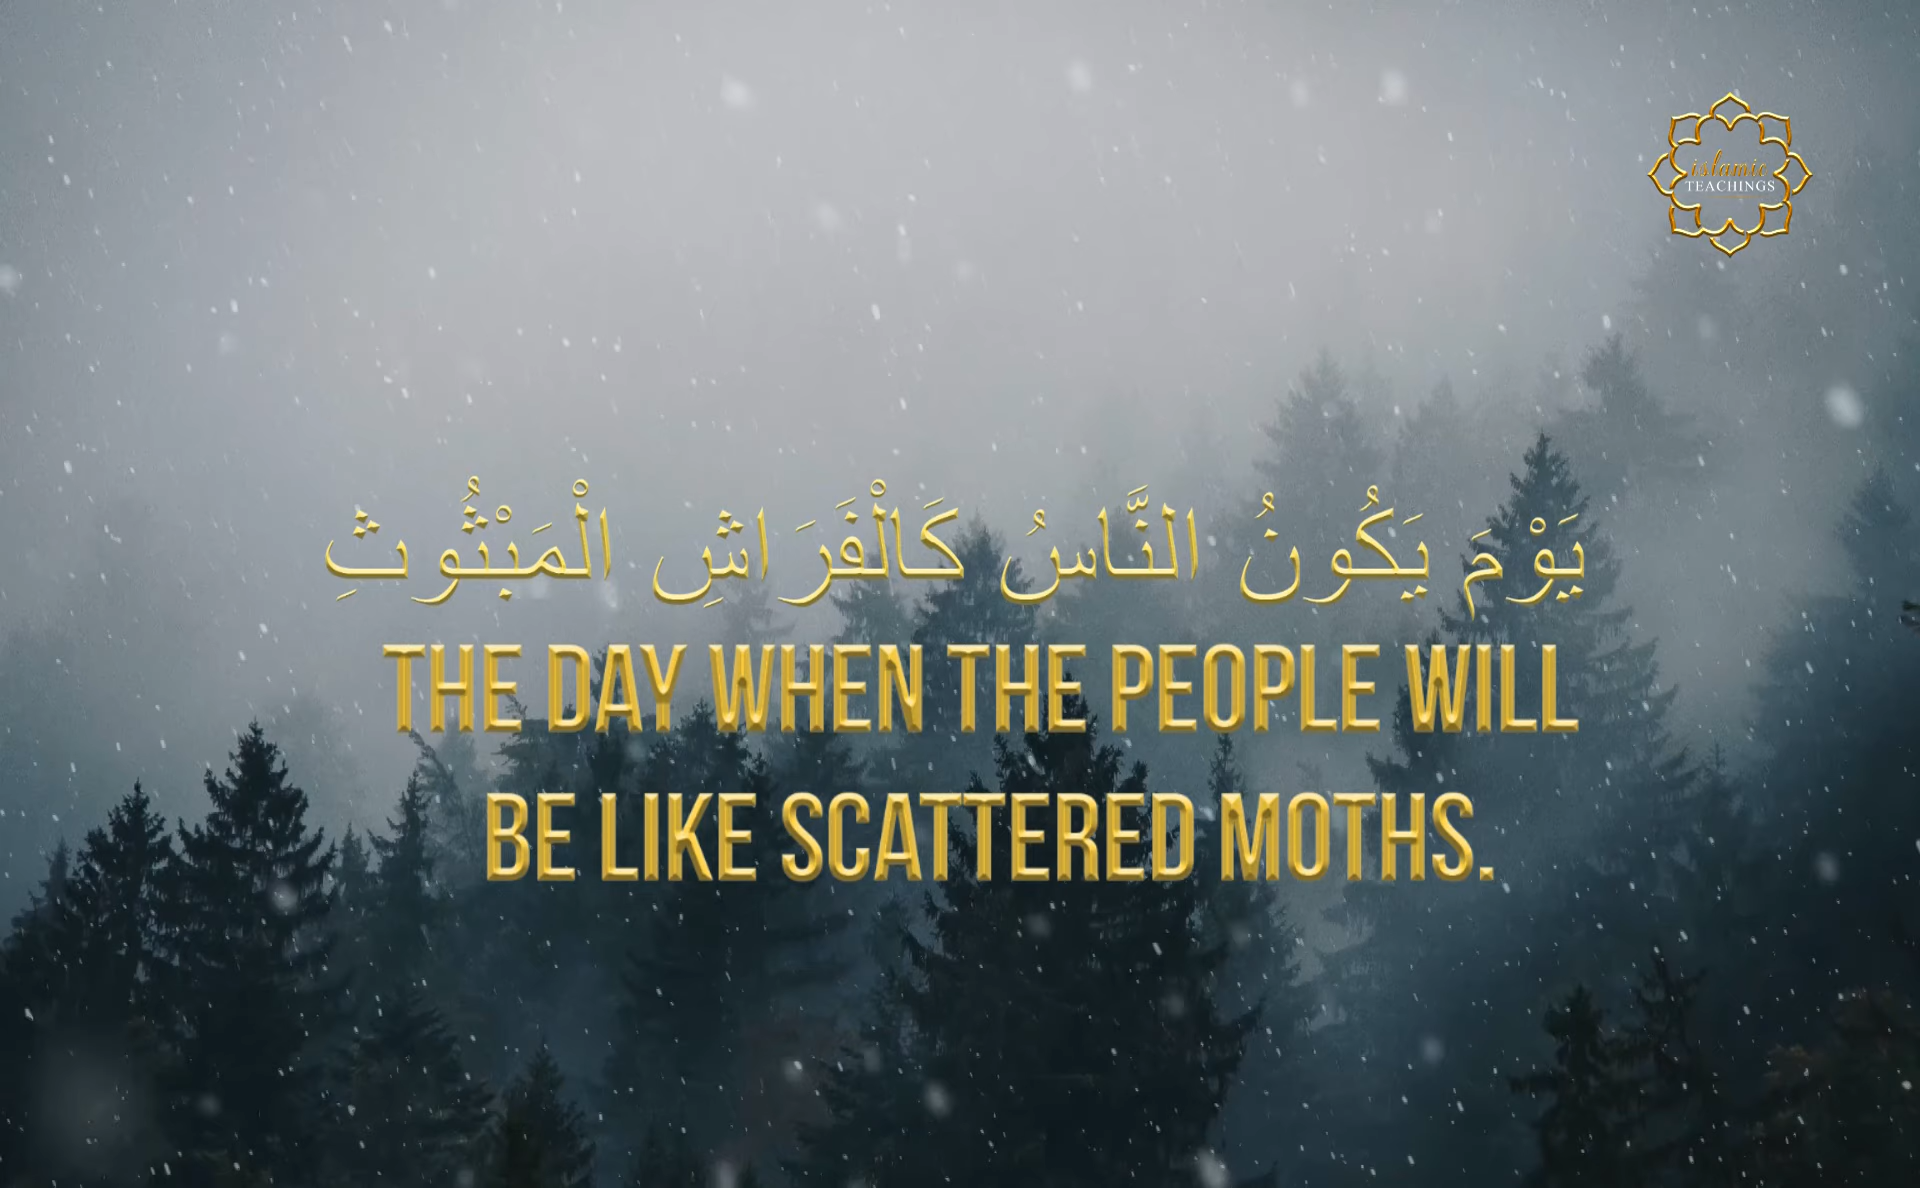 islamic
TEACHINGS
يَوْمَ يَكُونُ النَّاسُ كَالْفَرَاشِ الْمَبْثُوثِ
THE DAY WHEN THE PEOPLE WILL
BE LIKE SCATTERED MOTHS.